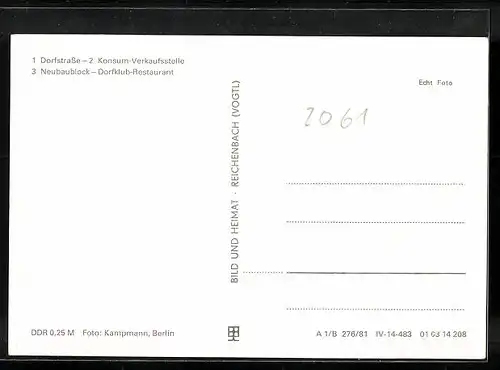 1 Dorfstraße – 2 Konsum-Verkaufsstelle
3 Neubaublock – Dorfklub-Restaurant
Echt Foto
2061
BILD UND HEIMAT · REICHENBACH (VOGTL)
DDR 0,25 M Foto: Kampmann, Berlin
A 1/B 276/81 IV-14-483 01 03 14 208